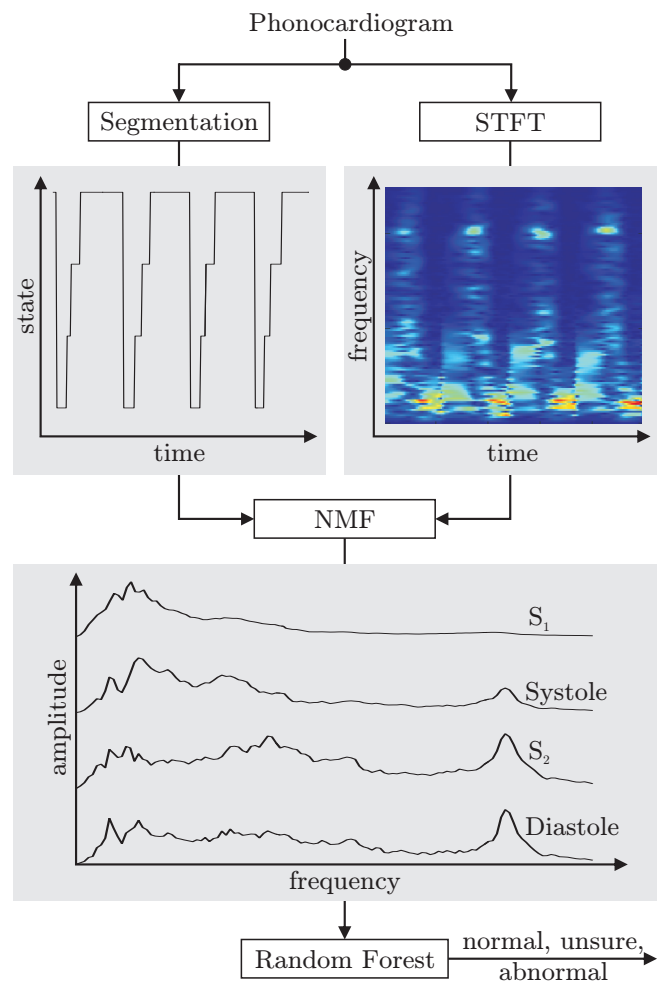 Phonocardiogram
Segmentation
STFT
state
time
frequency
time
NMF
amplitude
S₁
Systole
S₂
Diastole
frequency
Random Forest
normal, unsure,
abnormal